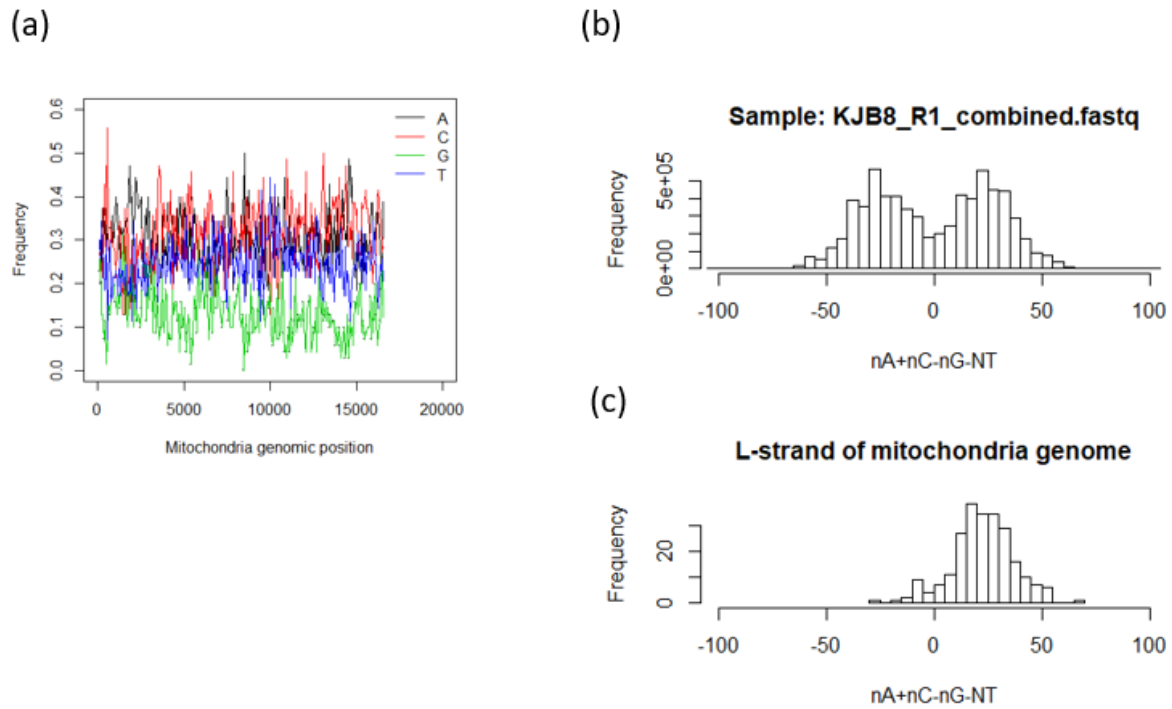 (a)
0.6
0.5
0.4
0.3
0.2
0.1
0.0
Frequency
A
C
G
T
0
5000
10000
15000
20000
Mitochondria genomic position
(b)
Sample: KJB8_R1_combined.fastq
Frequency
5e+05
0e+00
-100
-50
0
50
100
nA+nC-nG-NT
(c)
L-strand of mitochondria genome
Frequency
20
0
-100
-50
0
50
100
nA+nC-nG-NT